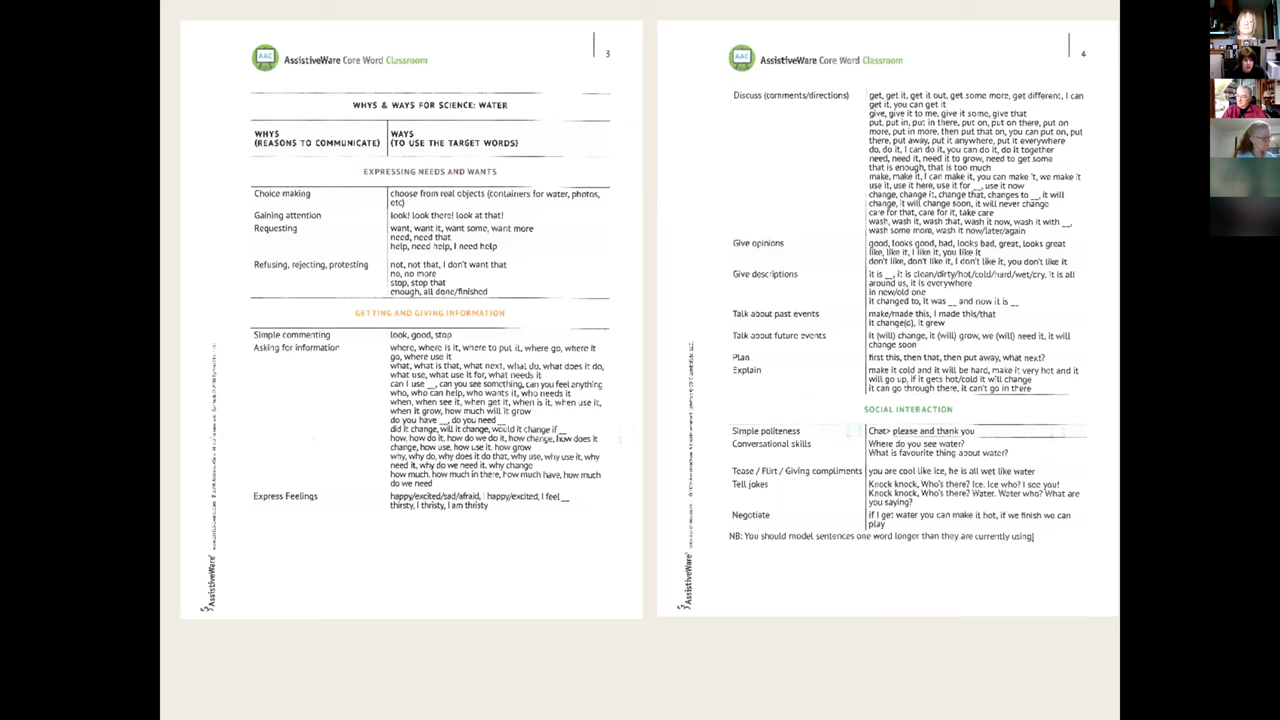 AAC
AssistiveWare Core Word Classroom
3
WHYS & WAYS FOR SCIENCE: WATER
WHYS
(REASONS TO COMMUNICATE)
WAYS
(TO USE THE TARGET WORDS)
EXPRESSING NEEDS AND WANTS
Choice making
choose from real objects (containers for water, photos,
etc)
Gaining attention
look! look there! look at that!
Requesting
want, want it, want some, want more
need, need that
help, need help, I need help
Refusing, rejecting, protesting
not, not that, I don't want that
no, no more
stop, stop that
enough, all done/finished
GETTING AND GIVING INFORMATION
Simple commenting
look, good, stop
Asking for information
where, where is it, where to put it, where go, where it
go, where use it
what, what is that, what next, what do, what does it do,
what use, what use it for, what needs it
can I use __, can you see something, can you feel anything
who, who can help, who wants it, who needs it
when, when see it, when get it, when is it, when use it,
when it grow, how much will it grow
do you have __, do you need __
did it change, will it change, would it change if __
how, how do it, how do we do it, how change, how does it
change, how use, how use it, how grow
why, why do, why does it do that, why use, why use it, why
need it, why do we need it, why change
how much, how much in there, how much have, how much
do we need
Express Feelings
happy/excited/sad/afraid, I happy/excited, I feel __
thirsty, I thristy, I am thristy
AssistiveWare
AAC
AssistiveWare Core Word Classroom
4
Discuss (comments/directions)
get, get it, get it out, get some more, get different, I can
get it, you can get it
give, give it to me, give it some, give that
put, put in, put in there, put on, put on there, put on
more, put in more, then put that on, you can put on, put
there, put away, put it anywhere, put it everywhere
do, do it, I can do it, you can do it, do it together
need, need it, need it to grow, need to get some
that is enough, that is too much
make, make it, I can make it, you can make it, we make it
use it, use it here, use it for __, use it now
change, change it, change that, changes to __, it will
change, it will change soon, it will never change
care for that, care for it, take care
wash, wash it, wash that, wash it now, wash it with __,
wash some more, wash it now/later/again
Give opinions
good, looks good, bad, looks bad, great, looks great
like, like it, I like it, you like it
don't like, don't like it, I don't like it, you don't like it
Give descriptions
it is __, it is clean/dirty/hot/cold/hard/wet/dry, it is all
around us, it is everywhere
in new/old one
it changed to, it was __ and now it is __
Talk about past events
make/made this, I made this/that
it change(d), it grew
Talk about future events
it (will) change, it (will) grow, we (will) need it, it will
change soon
Plan
first this, then that, then put away, what next?
Explain
make it cold and it will be hard, make it very hot and it
will go up, if it gets hot/cold it will change
it can go through there, it can't go in there
SOCIAL INTERACTION
Simple politeness
Chat> please and thank you
Conversational skills
Where do you see water?
What is favourite thing about water?
Tease / Flirt / Giving compliments
you are cool like ice, he is all wet like water
Tell jokes
Knock knock, Who's there? Ice. Ice who? I see you!
Knock knock, Who's there? Water. Water who? What are
you saying?
Negotiate
if I get water you can make it hot, if we finish we can
play
NB: You should model sentences one word longer than they are currently using]
AssistiveWare